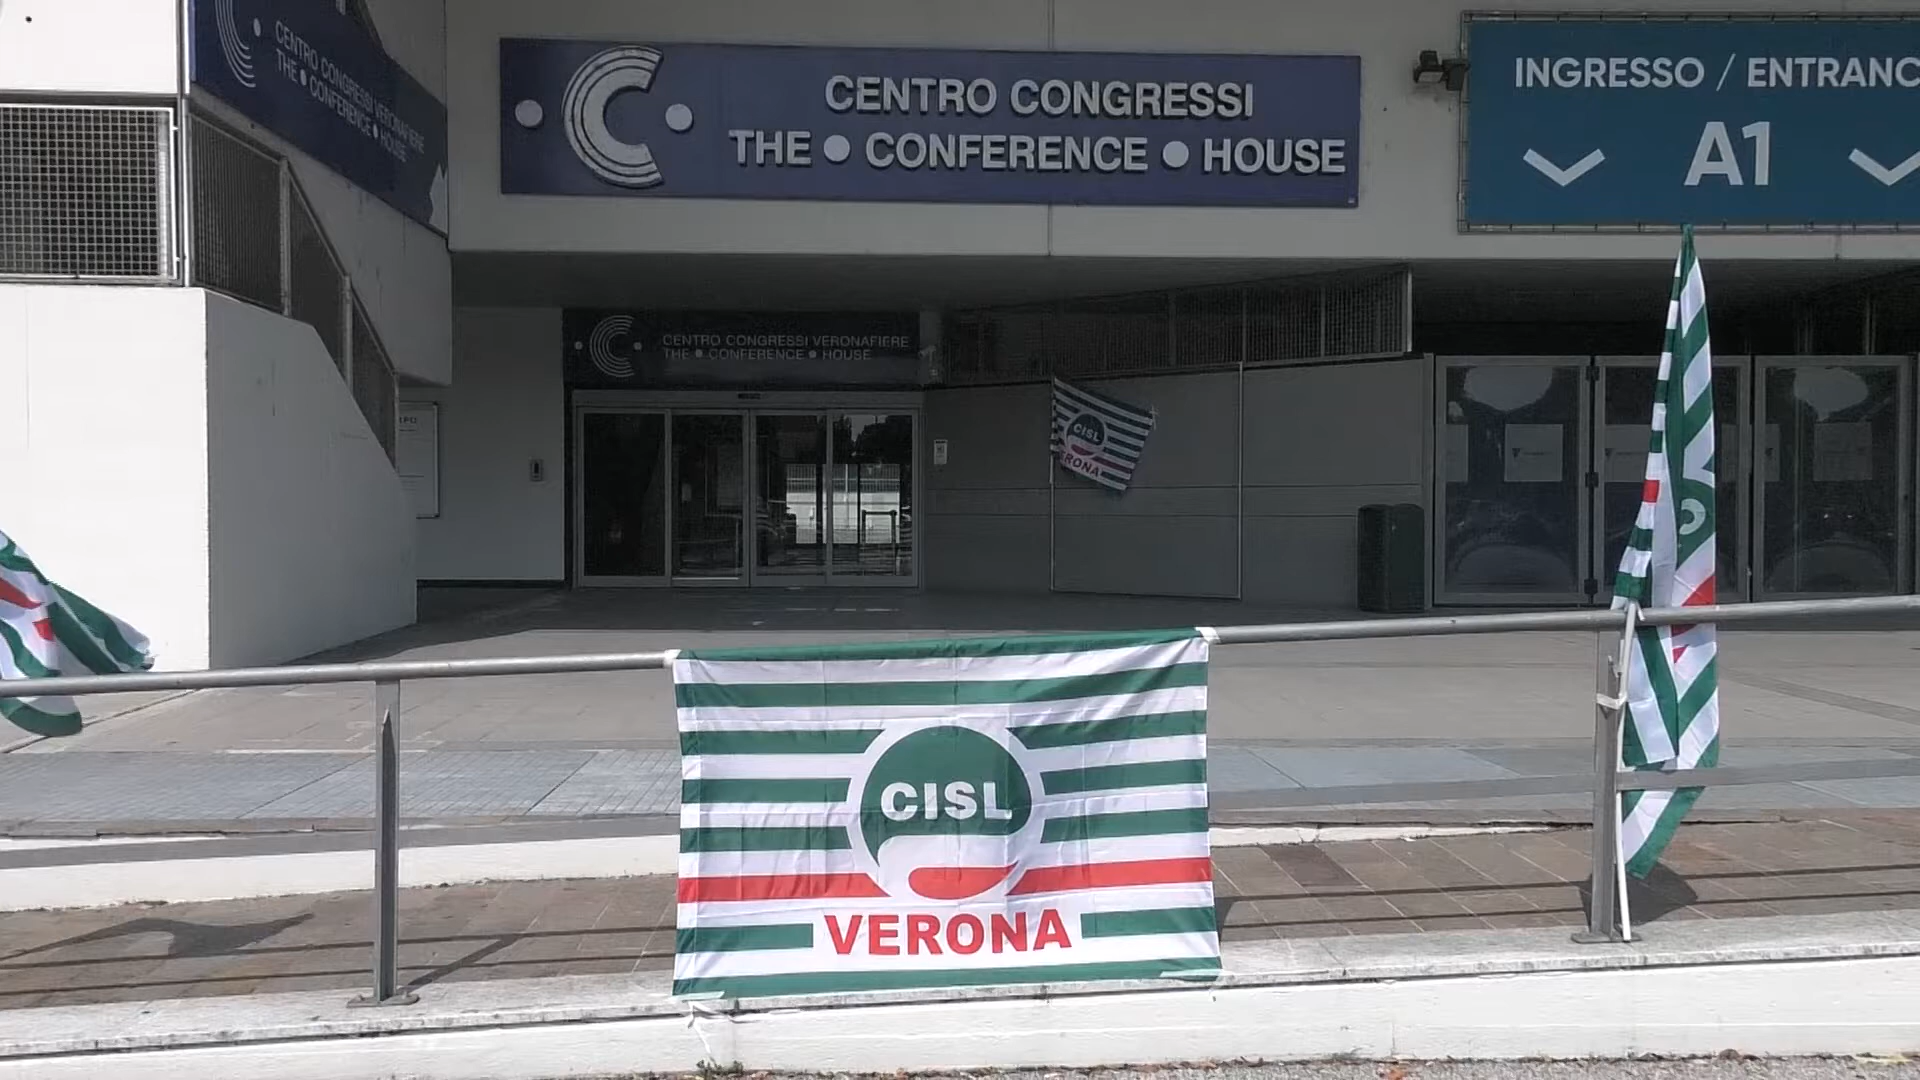 CENTRO CONGRESSI VERONAFIERE
THE • CONFERENCE • HOUSE
CENTRO CONGRESSI
THE • CONFERENCE • HOUSE
INGRESSO / ENTRANC
A1
CENTRO CONGRESSI VERONAFIERE
THE • CONFERENCE • HOUSE
CISL
ERONA
CISL
VERONA